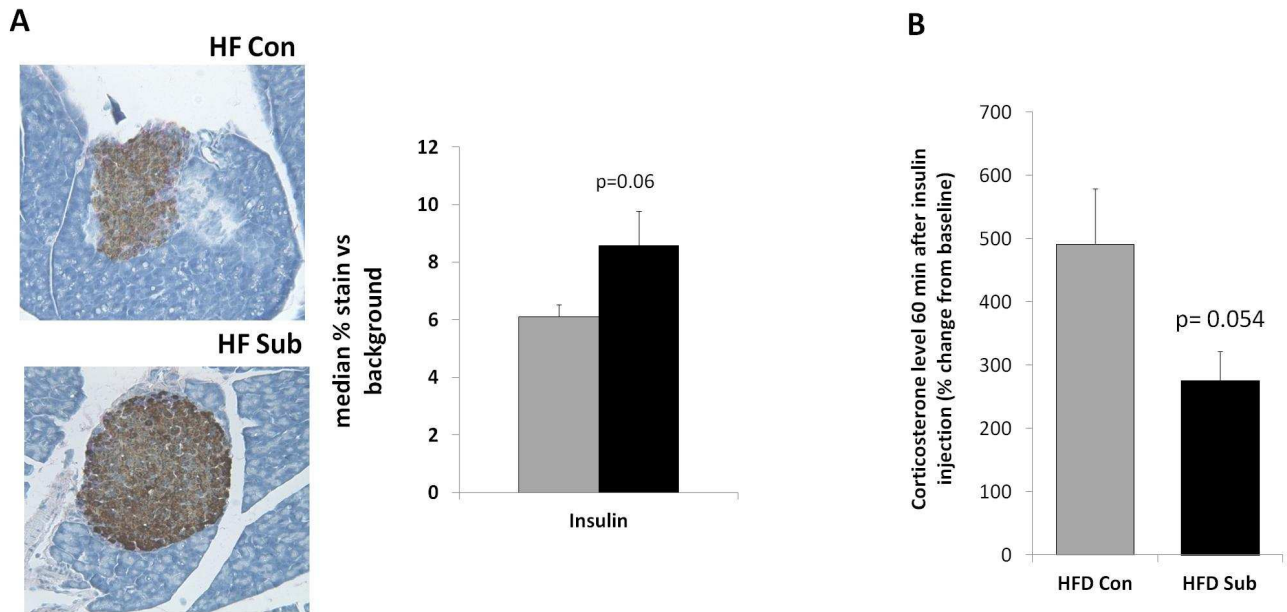 A
HF Con
HF Sub
median % stain vs
background
12
10
8
6
4
2
0
p=0.06
Insulin
B
Corticosterone level 60 min after insulin
injection (% change from baseline)
700
600
500
400
300
200
100
0
p= 0.054
HFD Con
HFD Sub